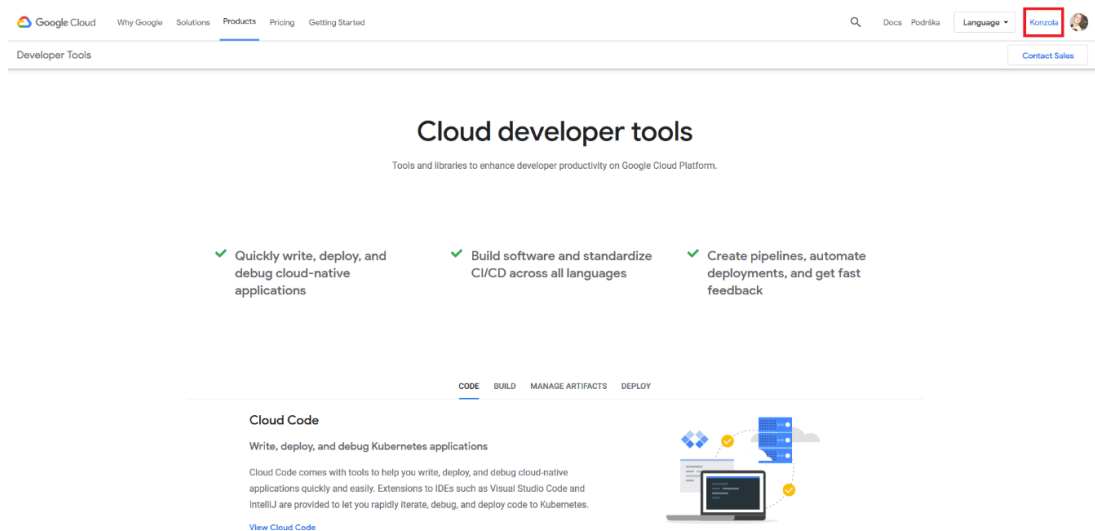 Google Cloud Why Google Solutions Products Pricing Getting Started Docs Podrška Language Konzola
Developer Tools Contact Sales
Cloud developer tools
Tools and libraries to enhance developer productivity on Google Cloud Platform.
Quickly write, deploy, and
debug cloud-native
applications
Build software and standardize
CI/CD across all languages
Create pipelines, automate
deployments, and get fast
feedback
CODE BUILD MANAGE ARTIFACTS DEPLOY
Cloud Code
Write, deploy, and debug Kubernetes applications
Cloud Code comes with tools to help you write, deploy, and debug cloud-native
applications quickly and easily. Extensions to IDEs such as Visual Studio Code and
IntelliJ are provided to let you rapidly iterate, debug, and deploy code to Kubernetes.
View Cloud Code